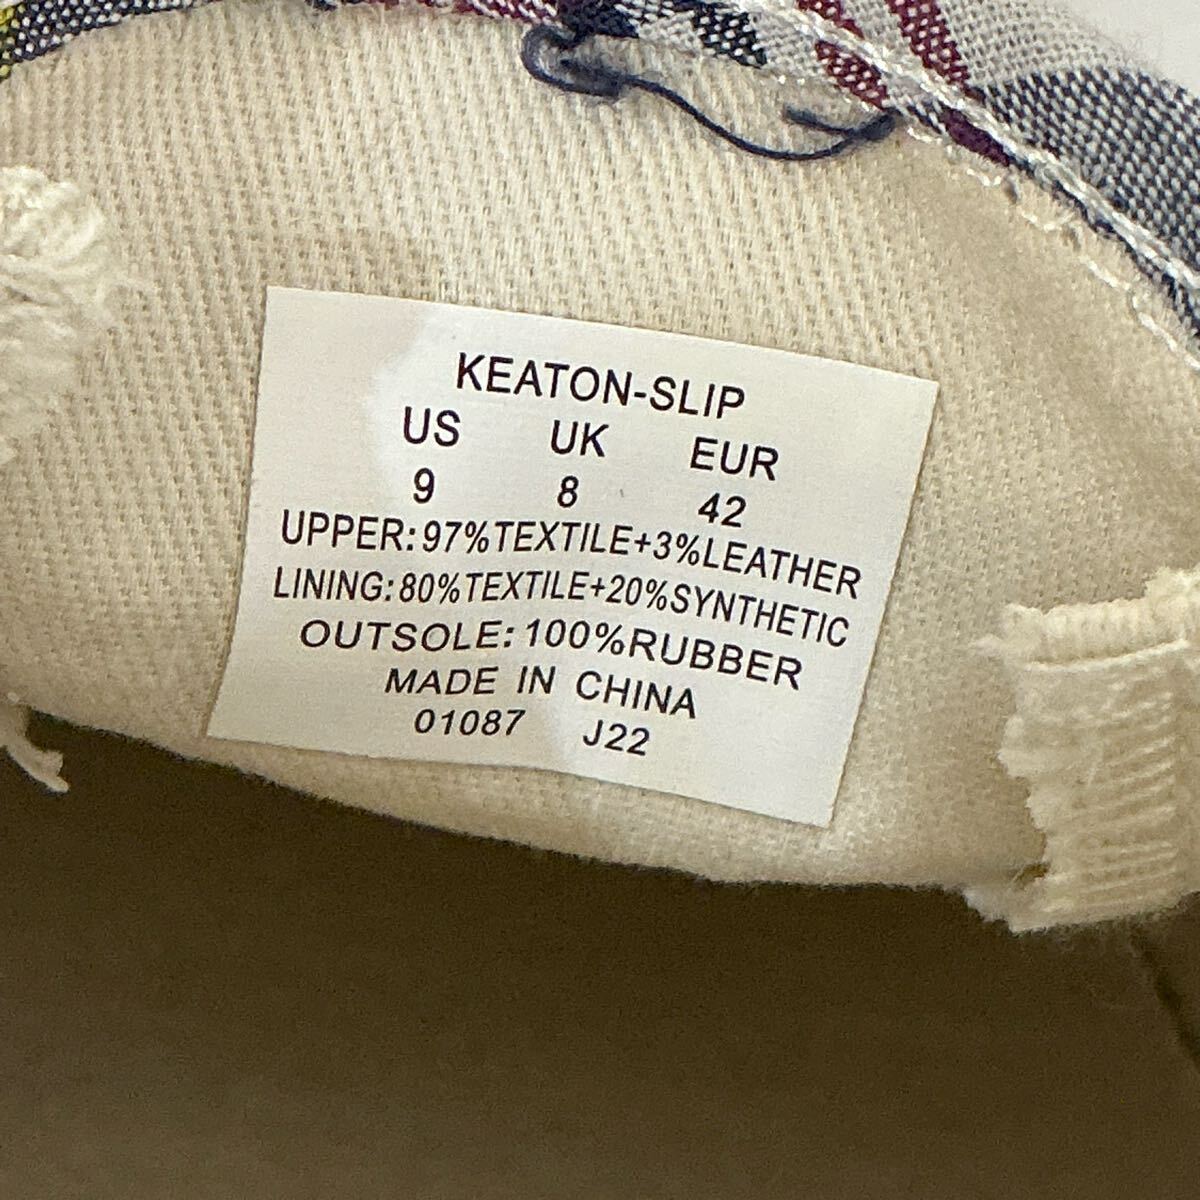 KEATON-SLIP
US UK EUR
9 8 42
UPPER:97%TEXTILE+3%LEATHER
LINING:80%TEXTILE+20%SYNTHETIC
OUTSOLE:100%RUBBER
MADE IN CHINA
01087 J22